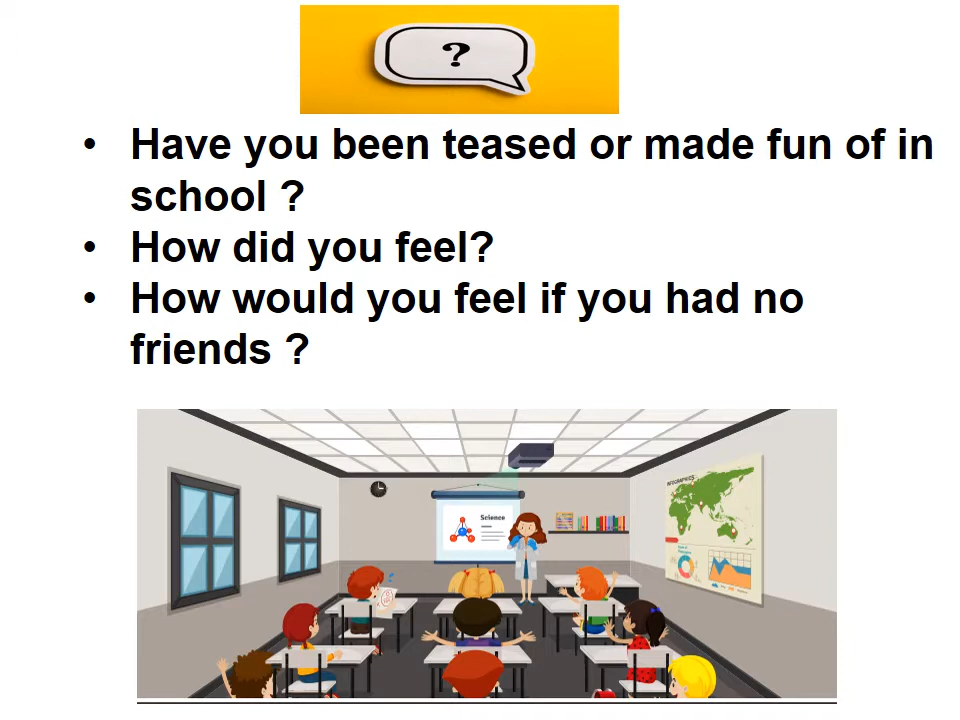 ?
• Have you been teased or made fun of in
school ?
• How did you feel?
• How would you feel if you had no
friends ?
Science